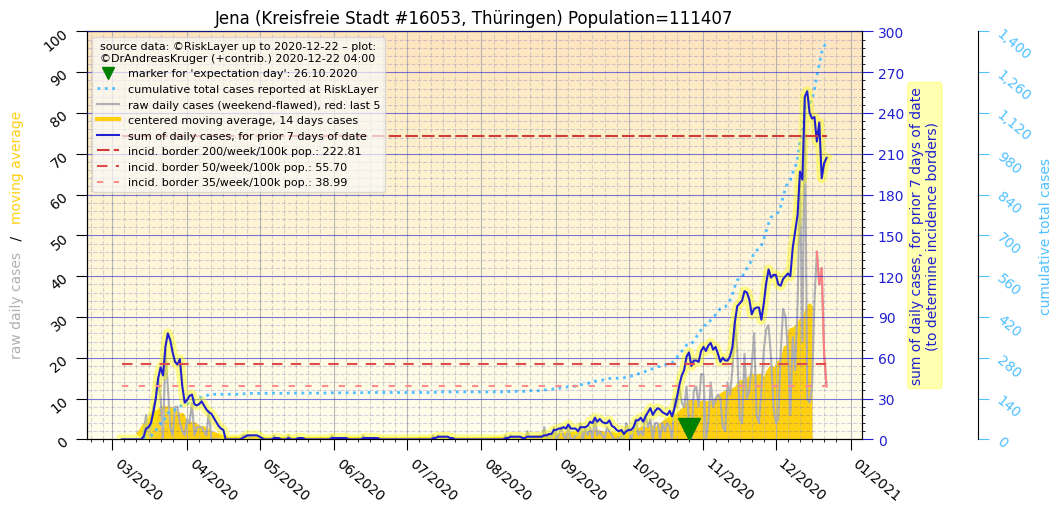 Jena (Kreisfreie Stadt #16053, Thüringen) Population=111407
source data: ©RiskLayer up to 2020-12-22 – plot:
©DrAndreasKruger (+contrib.) 2020-12-22 04:00
marker for 'expectation day': 26.10.2020
cumulative total cases reported at RiskLayer
raw daily cases (weekend-flawed), red: last 5
centered moving average, 14 days cases
sum of daily cases, for prior 7 days of date
incid. border 200/week/100k pop.: 222.81
incid. border 50/week/100k pop.: 55.70
incid. border 35/week/100k pop.: 38.99
raw daily cases / moving average
100
90
80
70
60
50
40
30
20
10
0
03/2020
04/2020
05/2020
06/2020
07/2020
08/2020
09/2020
10/2020
11/2020
12/2020
01/2021
300
270
240
210
180
150
120
90
60
30
0
sum of daily cases, for prior 7 days of date
(to determine incidence borders)
1,400
1,260
1,120
980
840
700
560
420
280
140
0
cumulative total cases